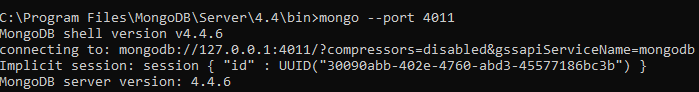 C:\Program Files\MongoDB\Server\4.4\bin>mongo --port 4011
MongoDB shell version v4.4.6
connecting to: mongodb://127.0.0.1:4011/?compressors=disabled&gssapiServiceName=mongodb
Implicit session: session { "id" : UUID("30090abb-402e-4760-abd3-45577186bc3b") }
MongoDB server version: 4.4.6